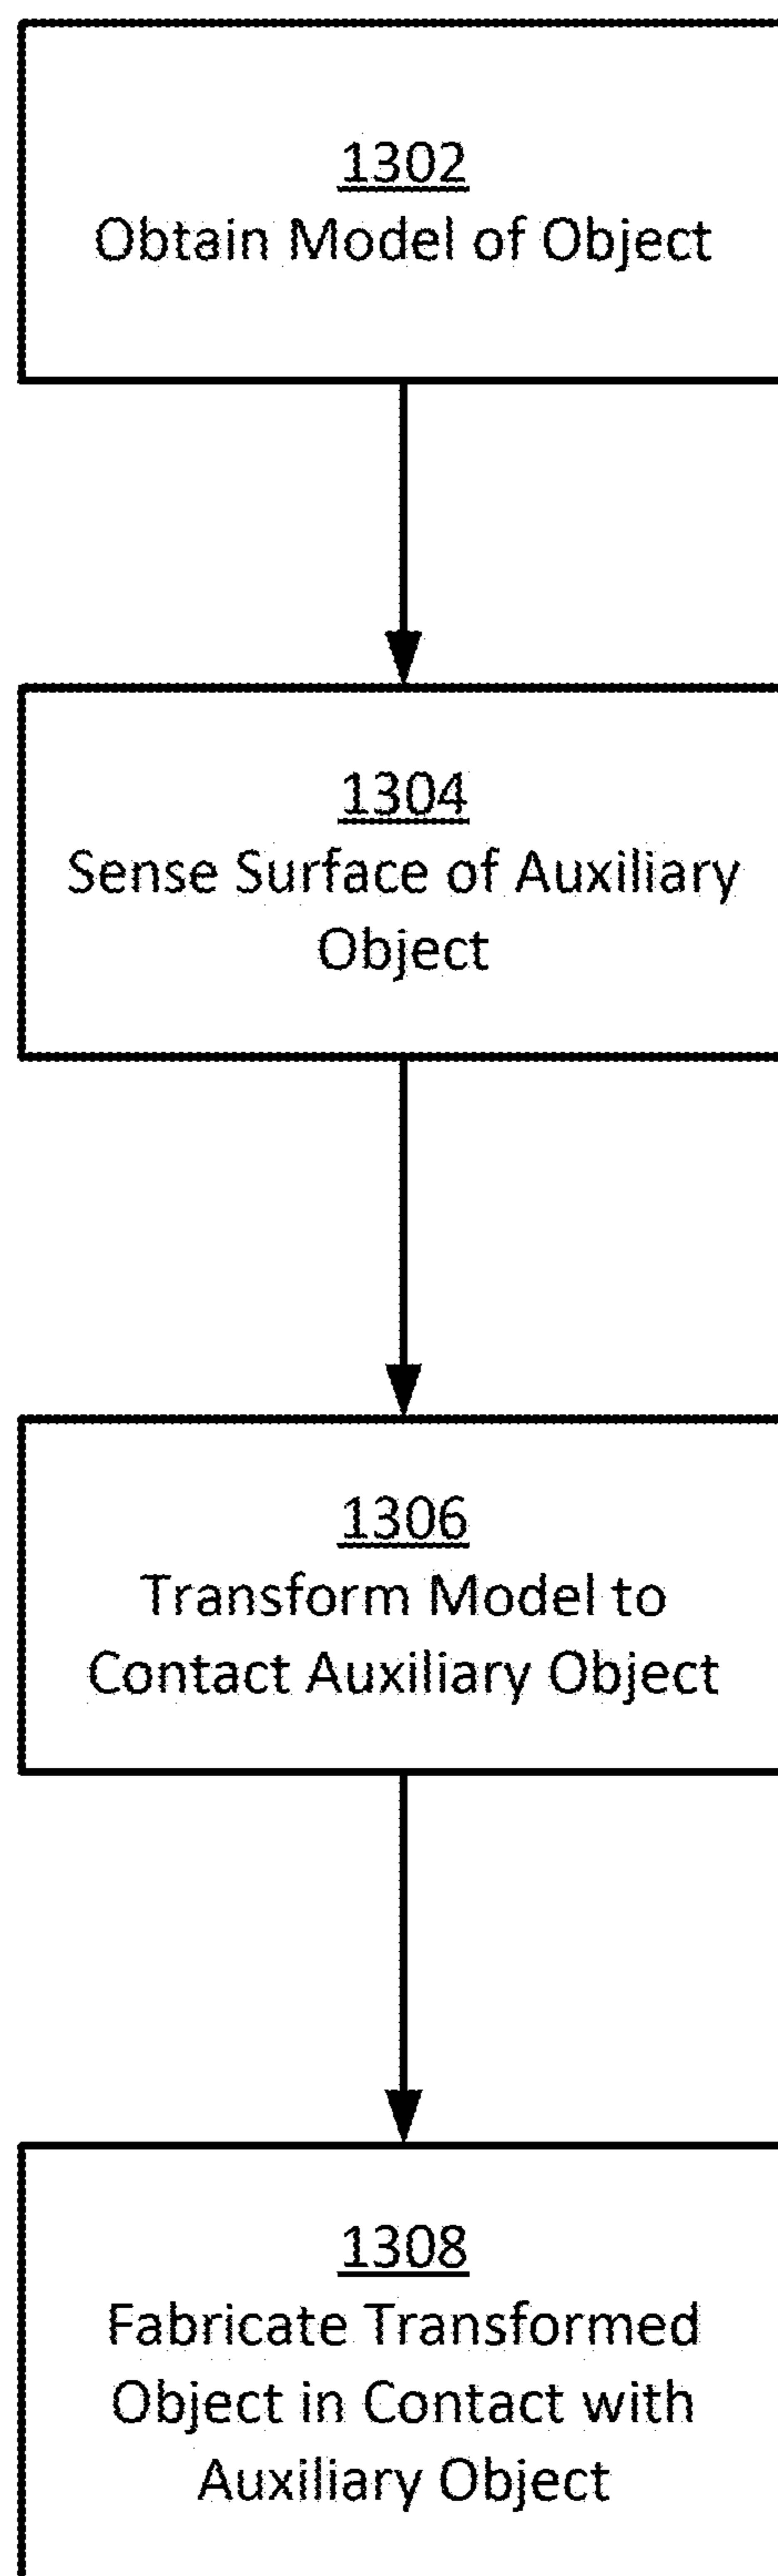 1302
Obtain Model of Object
1304
Sense Surface of Auxiliary
Object
1306
Transform Model to
Contact Auxiliary Object
1308
Fabricate Transformed
Object in Contact with
Auxiliary Object